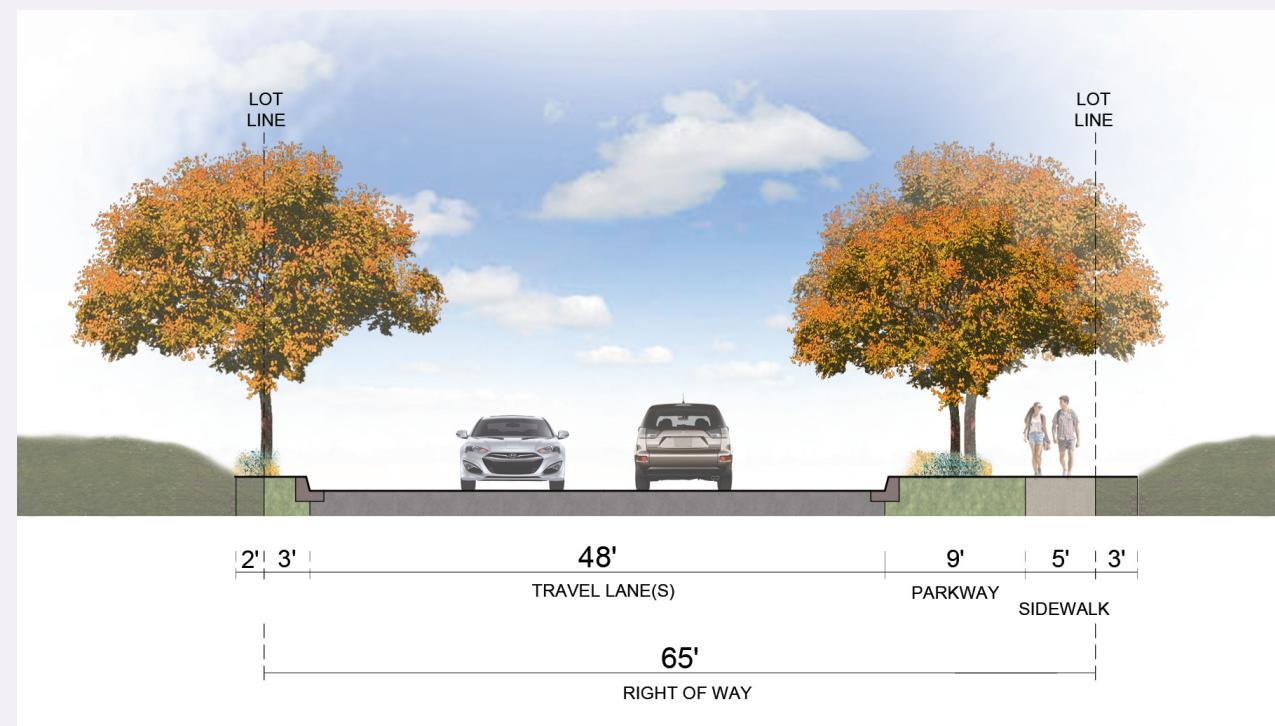 LOT
LINE
LOT
LINE
2' 3' 48' 9' 5' 3'
TRAVEL LANE(S)
PARKWAY
SIDEWALK
65'
RIGHT OF WAY